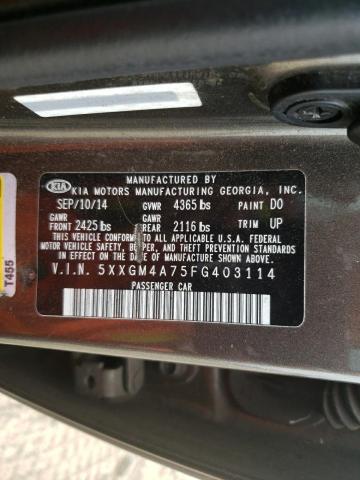 MANUFACTURED BY
KIA KIA MOTORS MANUFACTURING GEORGIA, INC.
SEP/10/14 GVWR 4365 lbs PAINT DO
GAWR FRONT 2425 lbs GAWR REAR 2116 lbs TRIM UP
THIS VEHICLE CONFORMS TO ALL APPLICABLE U.S.A. FEDERAL
MOTOR VEHICLE SAFETY, BUMPER, AND THEFT PREVENTION STANDARDS
IN EFFECT ON THE DATE OF MANUFACTURE SHOWN ABOVE.
V.I.N. 5XXGM4A75FG403114
PASSENGER CAR
T455